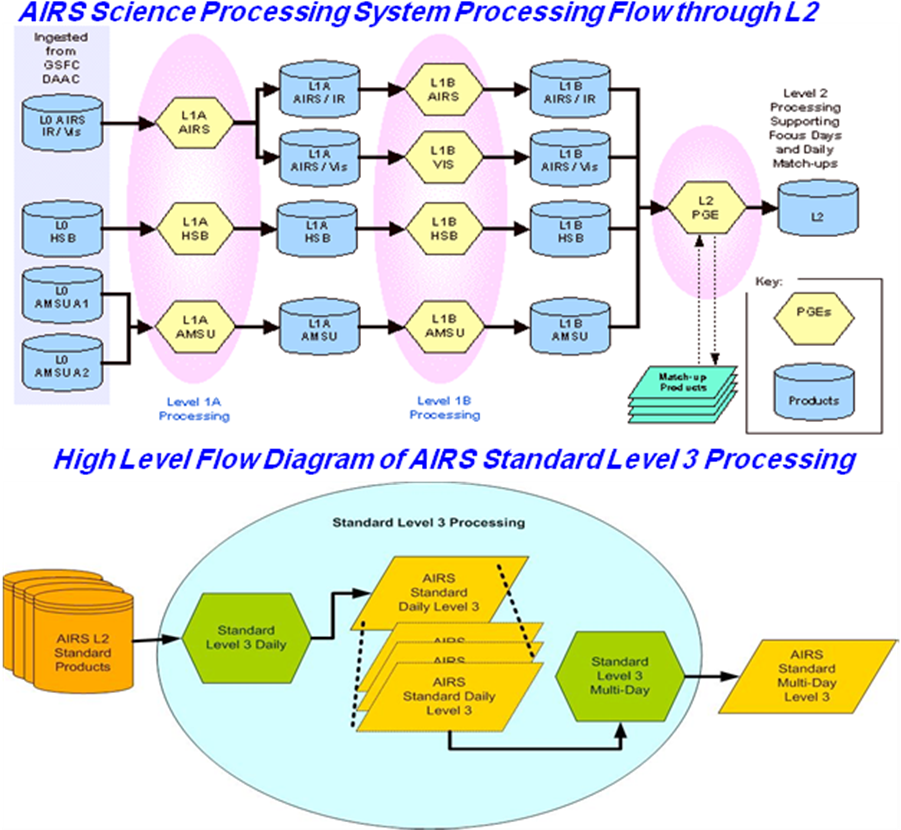 AIRS Science Processing System Processing Flow through L2
Ingested
from
GSFC
DAAC
L0 AIRS
IR / Vis
L1A
AIRS
L1A
AIRS / IR
L1B
AIRS
L1B
AIRS / IR
L1A
AIRS / Vis
L1B
VIS
L1B
AIRS / Vis
Level 2
Processing
Supporting
Focus Days
and Daily
Match-ups
L0
HSB
L1A
HSB
L1A
HSB
L1B
HSB
L1B
HSB
L2
PGE
L2
L0
AMSU A1
L0
AMSU A2
L1A
AMSU
L1A
AMSU
L1B
AMSU
L1B
AMSU
Level 1A
Processing
Level 1B
Processing
Match-up
Products
Key:
PGEs
Products
High Level Flow Diagram of AIRS Standard Level 3 Processing
Standard Level 3 Processing
AIRS L2
Standard
Products
Standard
Level 3 Daily
AIRS
Standard
Daily Level 3
AIRS
AIRS
AIRS
Standard Daily
Level 3
Standard
Level 3
Multi-Day
AIRS
Standard
Multi-Day
Level 3